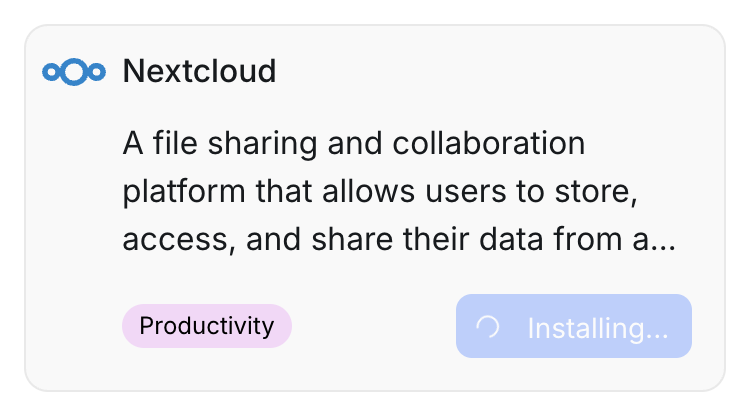 Nextcloud
A file sharing and collaboration
platform that allows users to store,
access, and share their data from a...
Productivity
Installing...